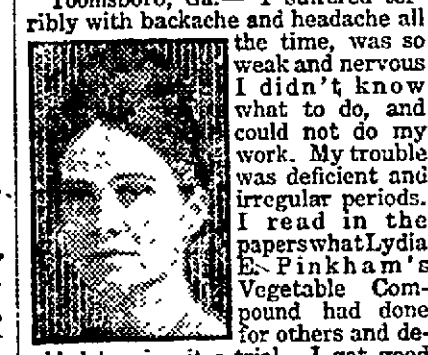 Toomsboro, Ga.— I suffered ter-
ribly with backache and headache all
the time, was so
weak and nervous
I didn't know
what to do, and
could not do my
work. My trouble
was deficient and
irregular periods.
I read in the
papers what Lydia
E. Pinkham's
Vegetable Com-
pound had done
for others and de-
trial. I got good